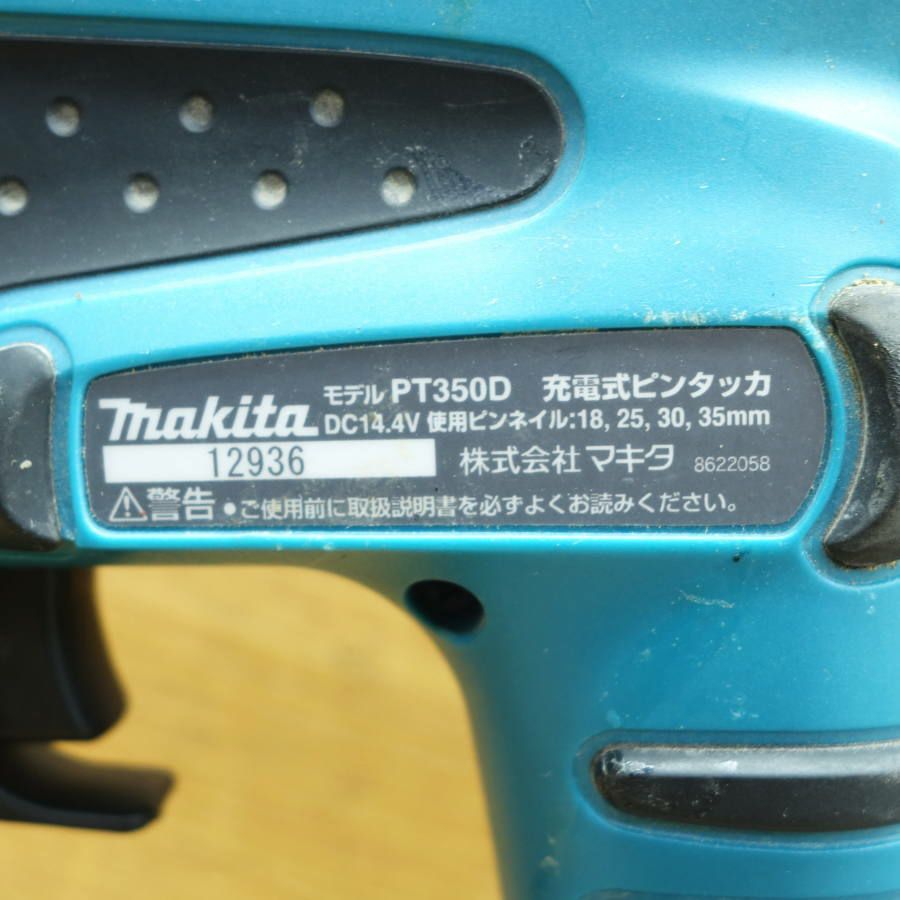 makita モデル PT350D 充電式ピンタッカ
DC14.4V 使用ピンネイル:18, 25, 30, 35mm
12936 株式会社 マキタ 8622058
⚠警告 ●ご使用前に取扱説明書を必ずよくお読みください。